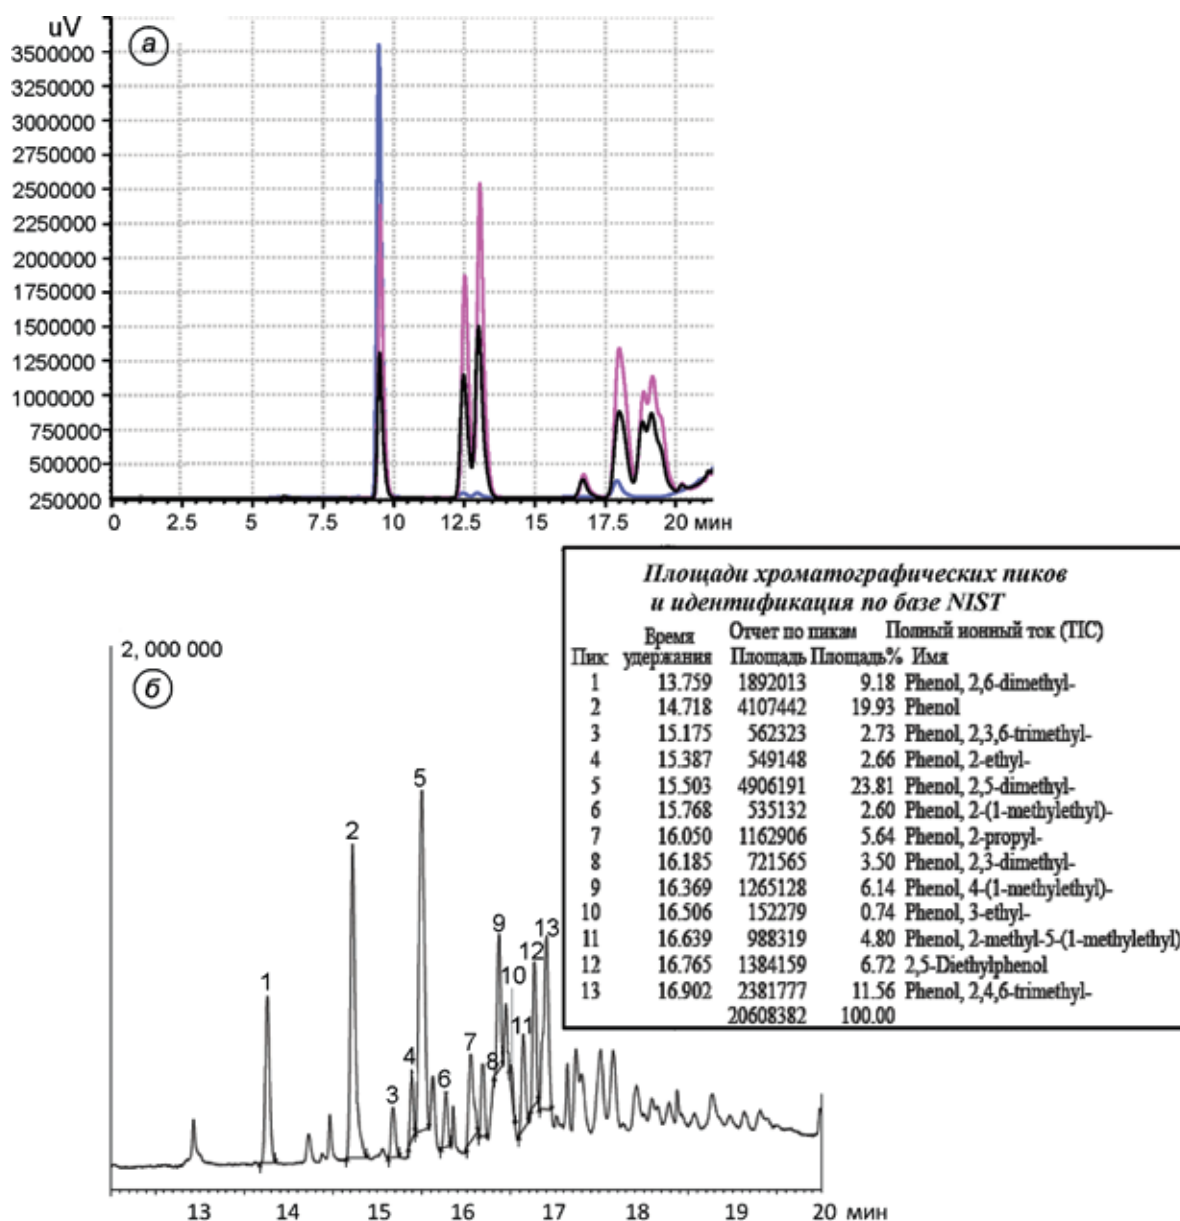 uV
а
3500000
3250000
3000000
2750000
2500000
2250000
2000000
1750000
1500000
1250000
1000000
750000
500000
250000
0 2.5 5 7.5 10 12.5 15 17.5 20 мин
Площади хроматографических пиков
и идентификация по базе NIST
Время Отчет по пикам Полный ионный ток (TIC)
Пик удержания Площадь Площадь% Имя
1 13.759 1892013 9.18 Phenol, 2,6-dimethyl-
2 14.718 4107442 19.93 Phenol
3 15.175 562323 2.73 Phenol, 2,3,6-trimethyl-
4 15.387 549148 2.66 Phenol, 2-ethyl-
5 15.503 4906191 23.81 Phenol, 2,5-dimethyl-
6 15.768 535132 2.60 Phenol, 2-(1-methylethyl)-
7 16.050 1162906 5.64 Phenol, 2-propyl-
8 16.185 721565 3.50 Phenol, 2,3-dimethyl-
9 16.369 1265128 6.14 Phenol, 4-(1-methylethyl)-
10 16.506 152279 0.74 Phenol, 3-ethyl-
11 16.639 988319 4.80 Phenol, 2-methyl-5-(1-methylethyl)
12 16.765 1384159 6.72 2,5-Diethylphenol
13 16.902 2381777 11.56 Phenol, 2,4,6-trimethyl-
20608382 100.00
2, 000 000
б
1
2
3
4
5
6
7
8
9
10
11
12
13
13 14 15 16 17 18 19 20 мин